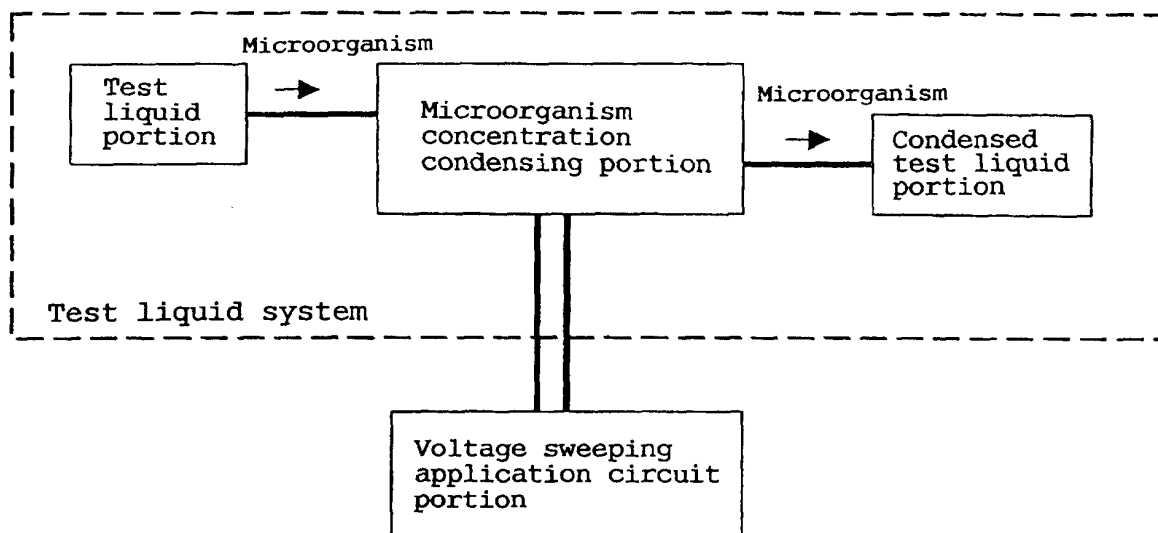 Microorganism
Test
liquid
portion
Microorganism
concentration
condensing portion
Microorganism
Condensed
test liquid
portion
Test liquid system
Voltage sweeping
application circuit
portion